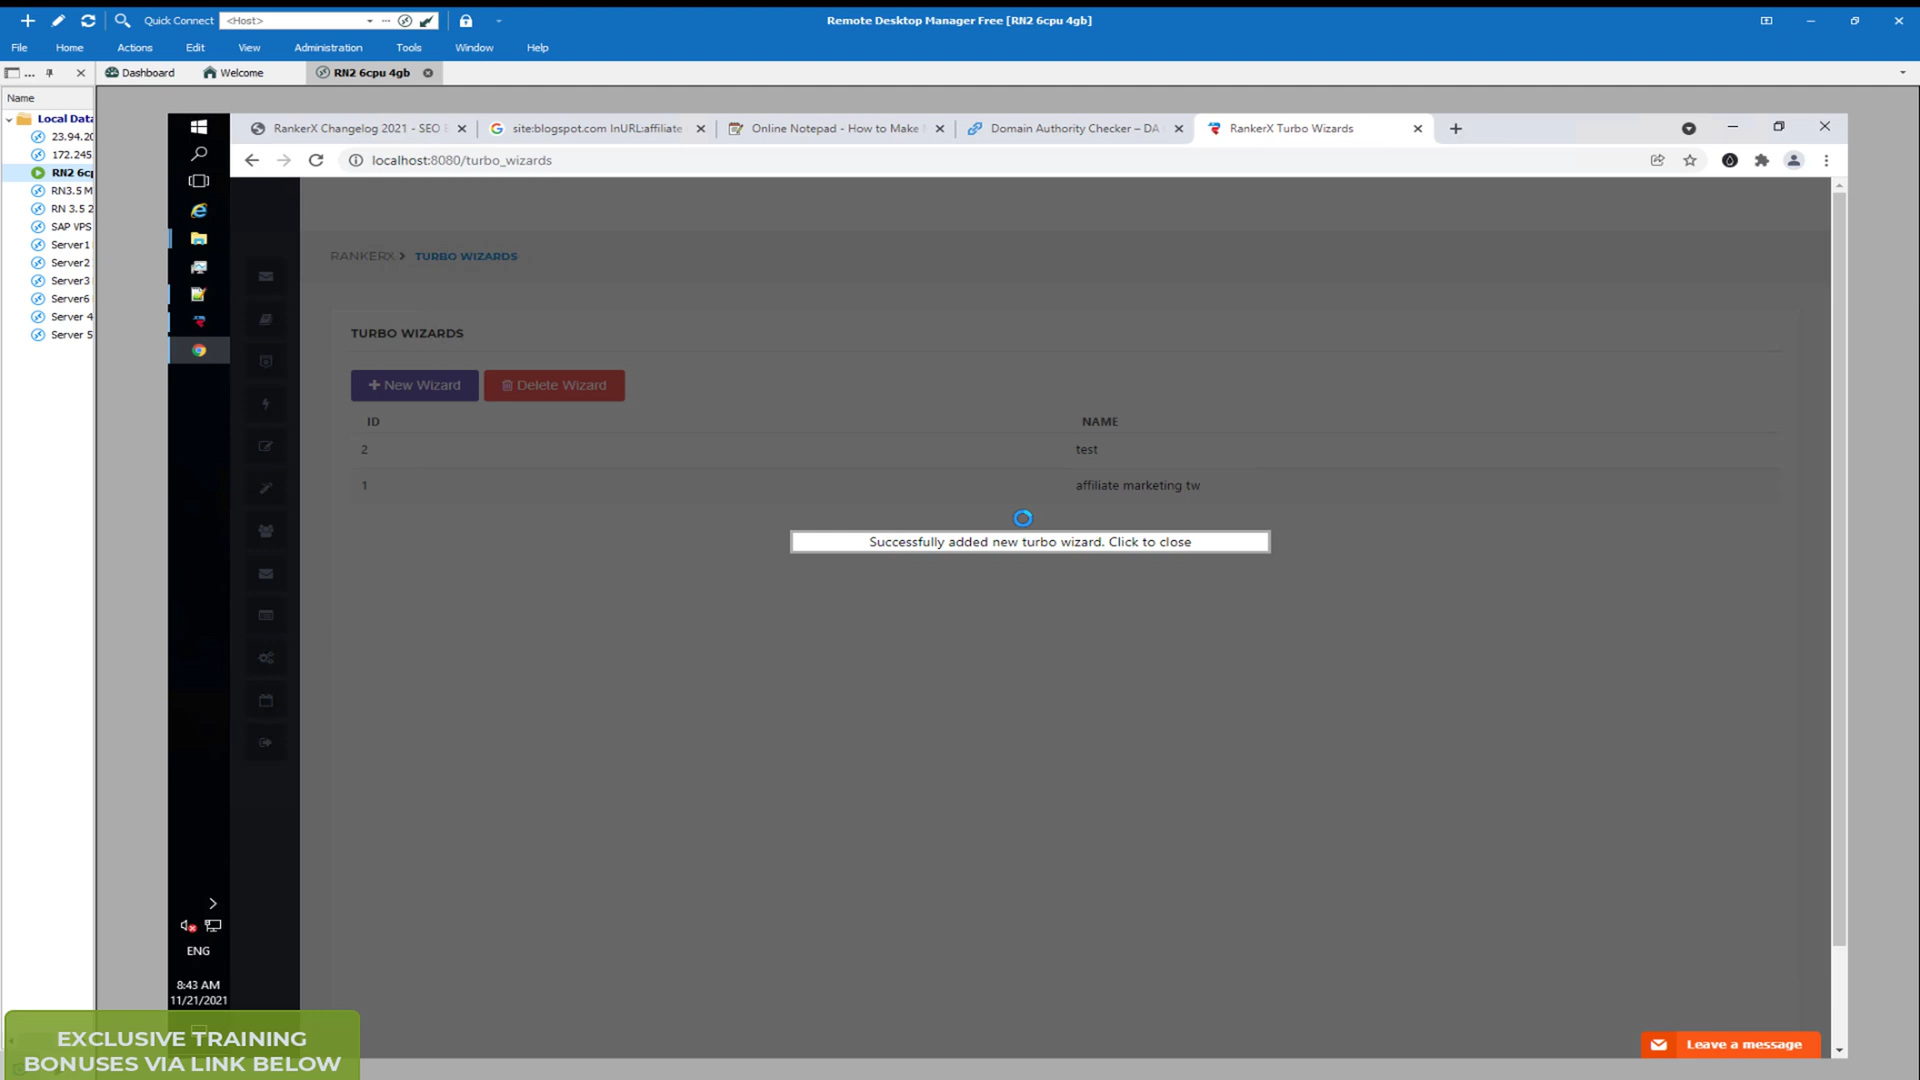 Quick Connect <Host>
Remote Desktop Manager Free [RN2 6cpu 4gb]
File Home Actions Edit View Administration Tools Window Help
... Dashboard Welcome RN2 6cpu 4gb
Name
Local Data
23.94.20
172.245
RN2 6cp
RN3.5 M
RN 3.5 2
SAP VPS
Server1
Server2
Server3
Server6
Server 4
Server 5
RankerX Changelog 2021 - SEO
site:blogspot.com InURL:affiliate
Online Notepad - How to Make
Domain Authority Checker – DA
RankerX Turbo Wizards
localhost:8080/turbo_wizards
RANKERX > TURBO WIZARDS
TURBO WIZARDS
New Wizard Delete Wizard
ID NAME
2 test
1 affiliate marketing tw
Successfully added new turbo wizard. Click to close
ENG
8:43 AM
11/21/2021
EXCLUSIVE TRAINING
BONUSES VIA LINK BELOW
Leave a message